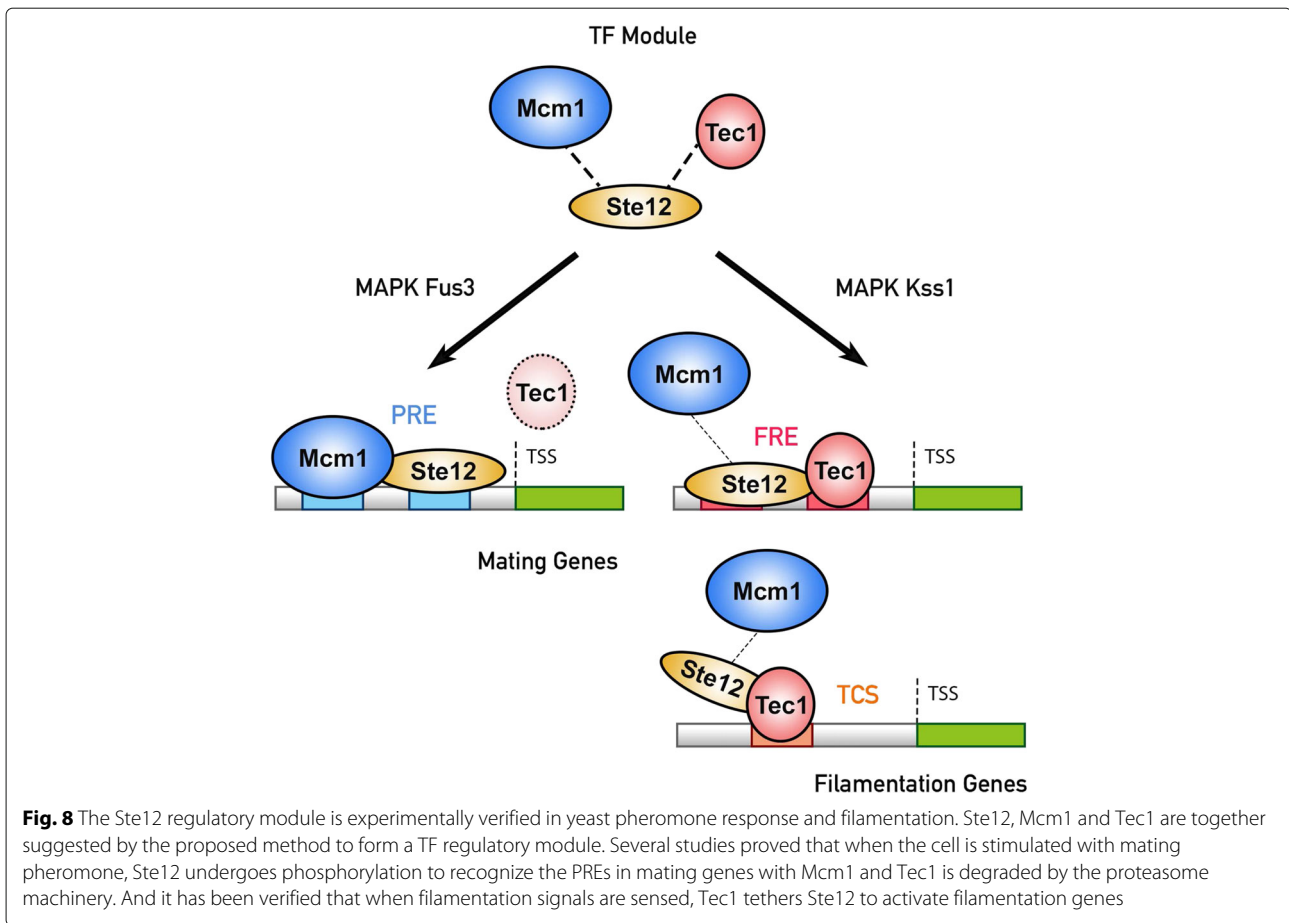 TF Module
Mcm1
Tec1
Ste12
MAPK Fus3
MAPK Kss1
Mcm1
Tec1
PRE
FRE
Mcm1
Ste12
TSS
Ste12
Tec1
TSS
Mating Genes
Mcm1
Ste12
Tec1
TCS
TSS
Filamentation Genes
Fig. 8 The Ste12 regulatory module is experimentally verified in yeast pheromone response and filamentation. Ste12, Mcm1 and Tec1 are together
suggested by the proposed method to form a TF regulatory module. Several studies proved that when the cell is stimulated with mating
pheromone, Ste12 undergoes phosphorylation to recognize the PREs in mating genes with Mcm1 and Tec1 is degraded by the proteasome
machinery. And it has been verified that when filamentation signals are sensed, Tec1 tethers Ste12 to activate filamentation genes